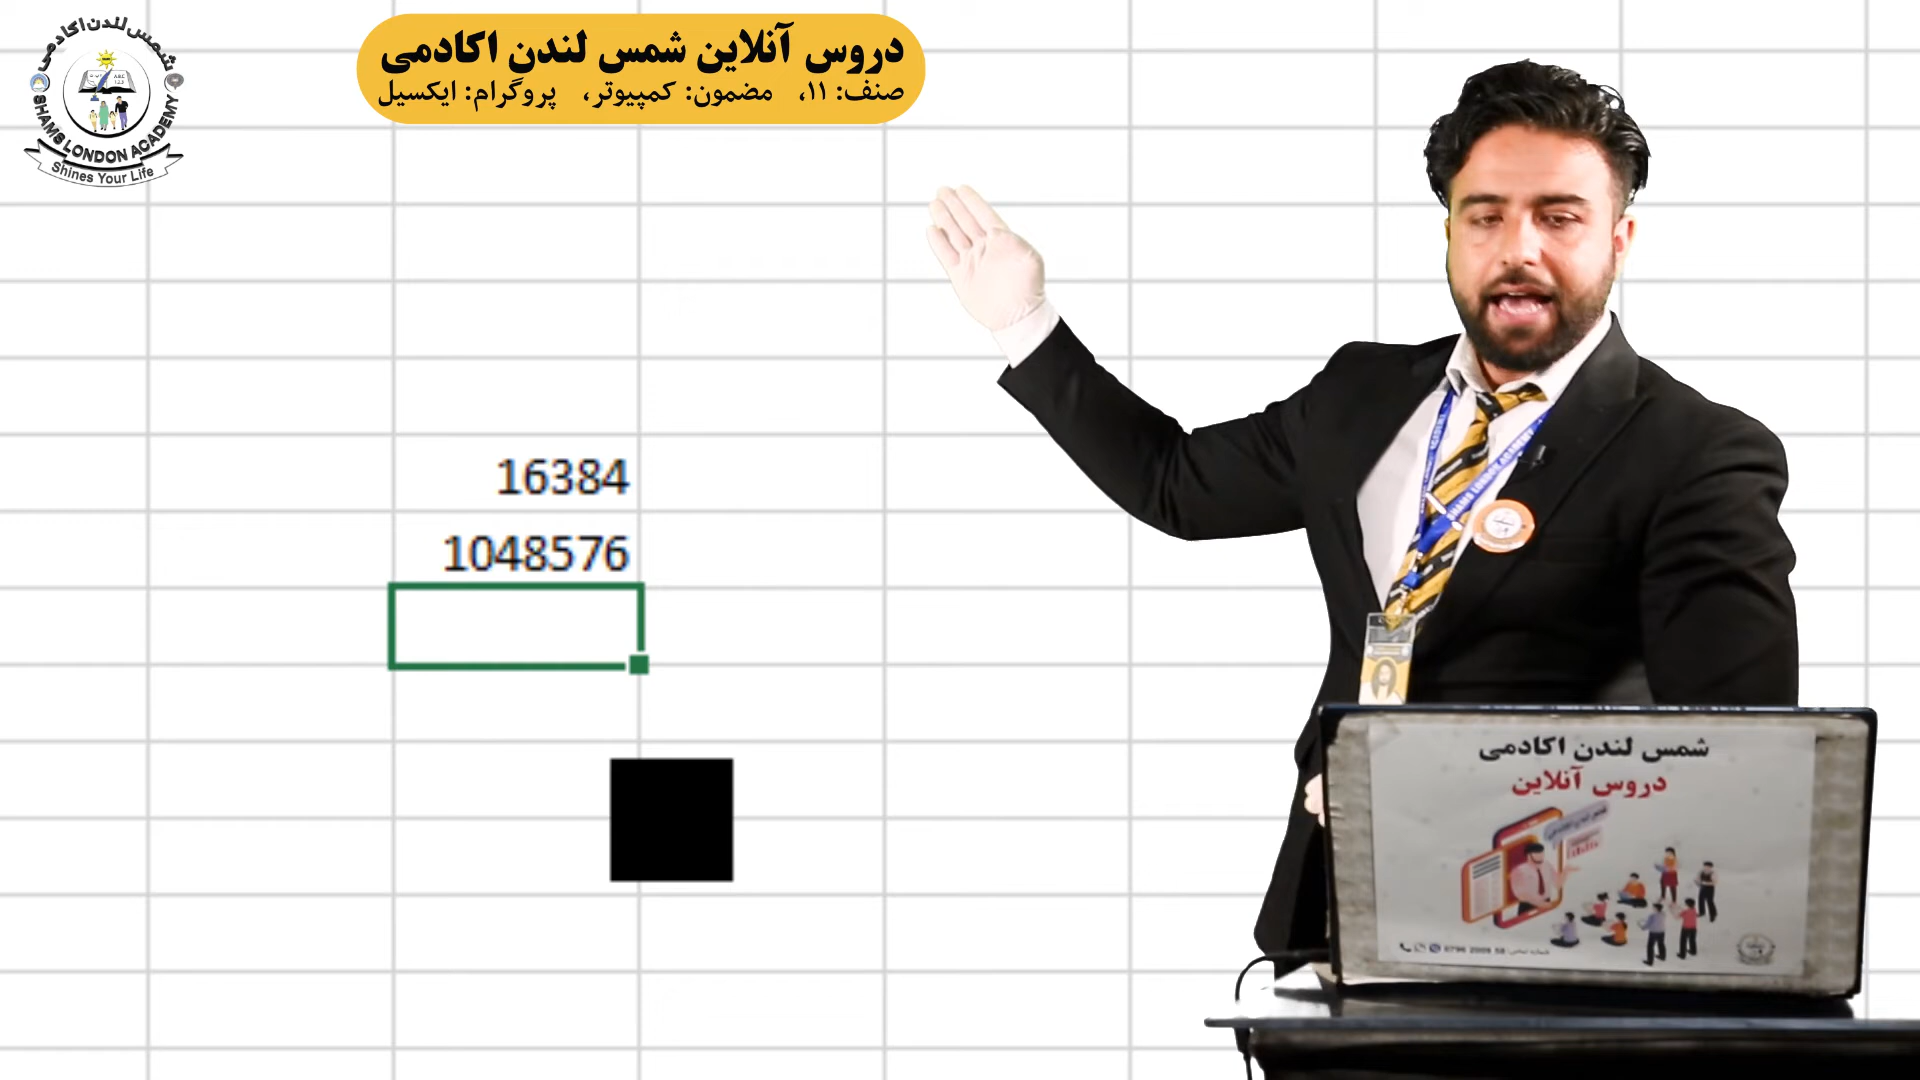 شمس لندن اکادمی
SHAMS LONDON ACADEMY
Shines Your Life
دروس آنلاین شمس لندن اکادمی
صنف: ۱۱، مضمون: کمپیوتر، پروگرام: ایکسیل
16384
1048576
شمس لندن اکادمی
دروس آنلاین